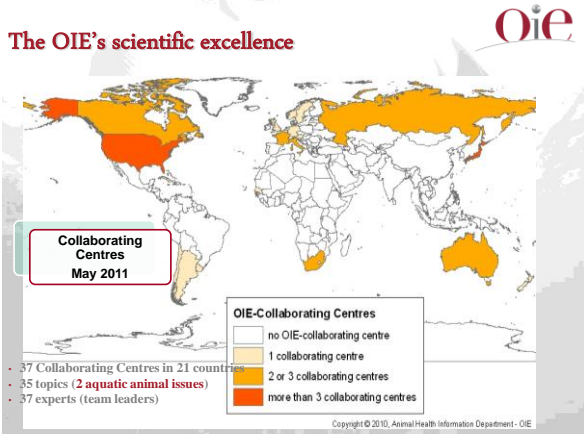 The OIE's scientific excellence
Oie
Collaborating
Centres
May 2011
OIE-Collaborating Centres
no OIE-collaborating centre
1 collaborating centre
2 or 3 collaborating centres
more than 3 collaborating centres
• 37 Collaborating Centres in 21 countries
• 35 topics (2 aquatic animal issues)
• 37 experts (team leaders)
Copyright © 2010, Animal Health Information Department - OIE